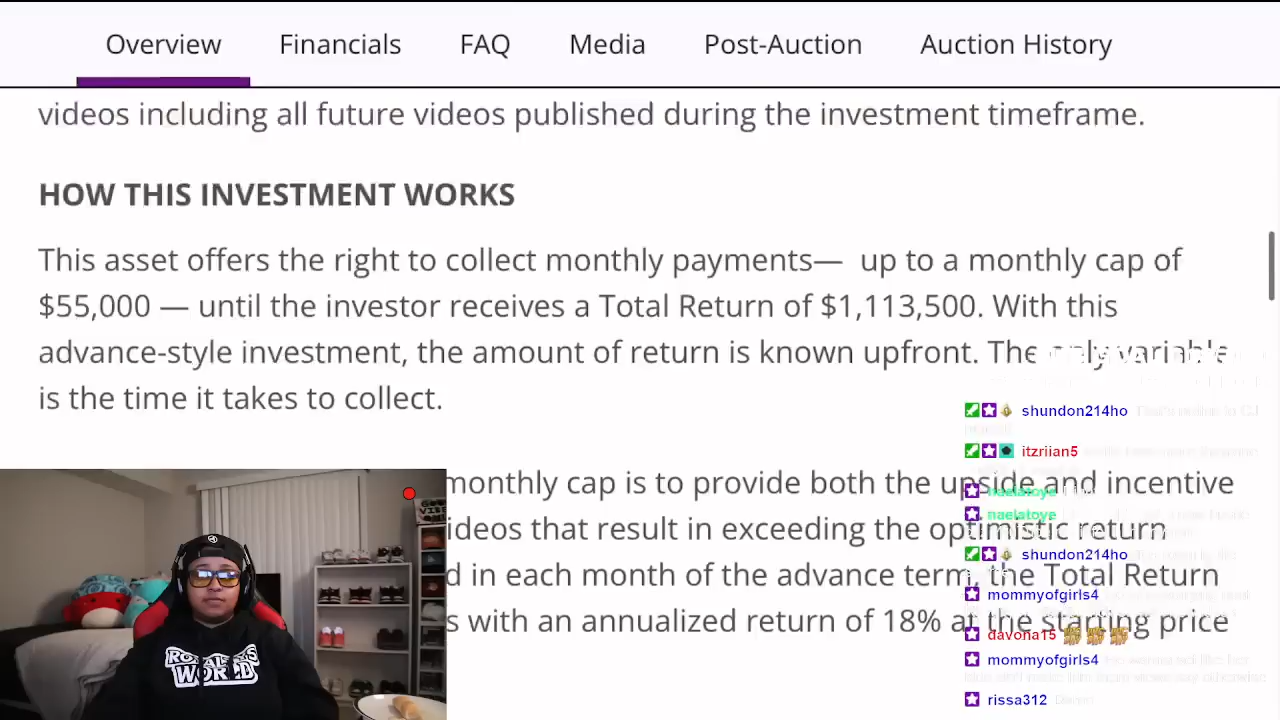 Overview Financials FAQ Media Post-Auction Auction History
videos including all future videos published during the investment timeframe.
HOW THIS INVESTMENT WORKS
This asset offers the right to collect monthly payments— up to a monthly cap of
$55,000 — until the investor receives a Total Return of $1,113,500. With this
advance-style investment, the amount of return is known upfront. The only variable
is the time it takes to collect.
monthly cap is to provide both the upside and incentive
ideos that result in exceeding the optimistic return
d in each month of the advance term, the Total Return
s with an annualized return of 18% at the starting price
shundon214ho
itzriian5
naelatoye
naelatoye
shundon214ho
mommyofgirls4
davona15
mommyofgirls4
rissa312
WORLD